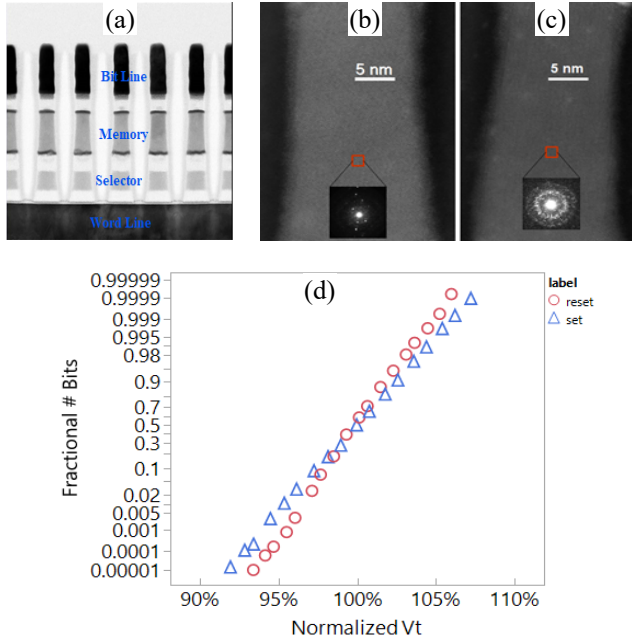 (a)
Bit Line
Memory
Selector
Word Line
(b)
5 nm
(c)
5 nm
(d)
label
reset
set
0.99999
0.9999
0.999
0.995
0.98
0.9
0.7
0.5
0.3
0.1
0.02
0.005
0.001
0.0001
0.00001
Fractional # Bits
90% 95% 100% 105% 110%
Normalized Vt